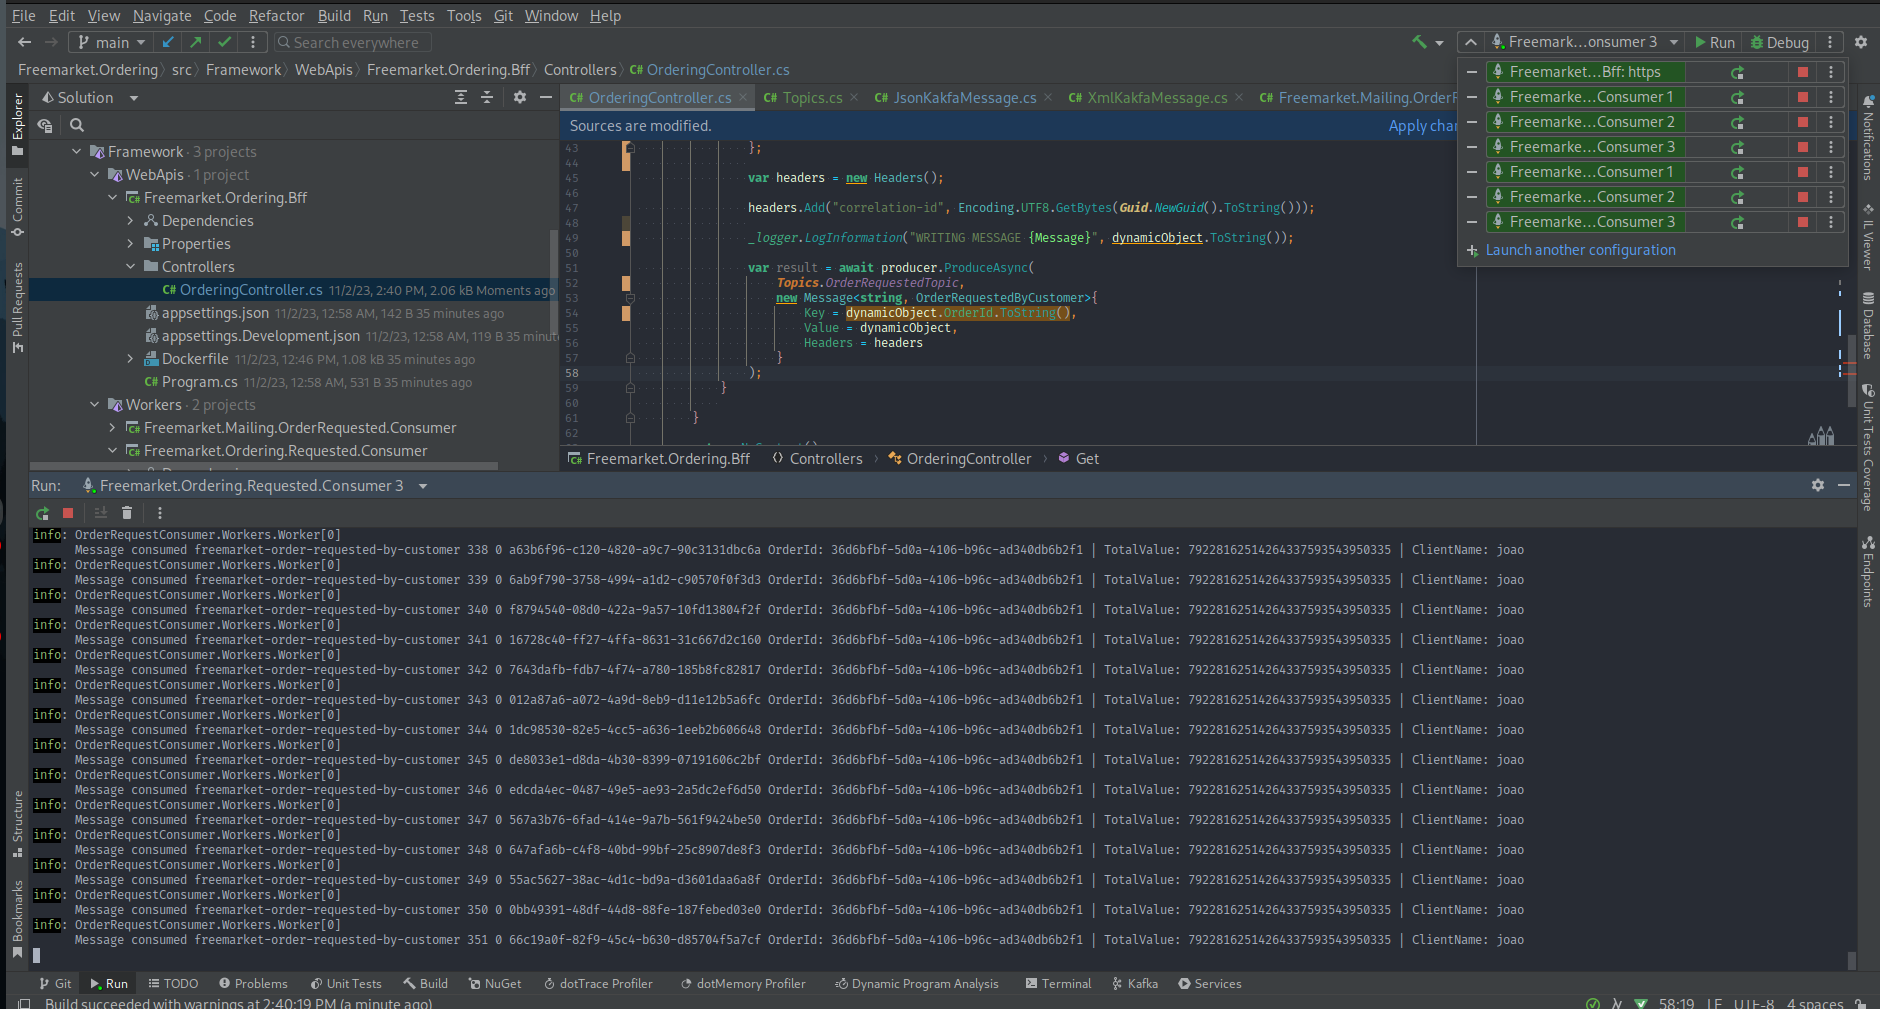 File Edit View Navigate Code Refactor Build Run Tests Tools Git Window Help
main Search everywhere Freemark...onsumer 3 Run Debug
Freemarket.Ordering src Framework WebApis Freemarket.Ordering.Bff Controllers C# OrderingController.cs
Freemarket...Bff: https
Freemarke...Consumer 1
Freemarke...Consumer 2
Freemarke...Consumer 3
Freemarke...Consumer 1
Freemarke...Consumer 2
Freemarke...Consumer 3
Launch another configuration
Explorer
Commit
Pull Requests
Structure
Bookmarks
Solution
Framework · 3 projects
WebApis · 1 project
Freemarket.Ordering.Bff
Dependencies
Properties
Controllers
C# OrderingController.cs 11/2/23, 2:40 PM, 2.06 kB Moments ago
appsettings.json 11/2/23, 12:58 AM, 142 B 35 minutes ago
appsettings.Development.json 11/2/23, 12:58 AM, 119 B 35 minut
Dockerfile 11/2/23, 12:46 PM, 1.08 kB 35 minutes ago
C# Program.cs 11/2/23, 12:58 AM, 531 B 35 minutes ago
Workers · 2 projects
Freemarket.Mailing.OrderRequested.Consumer
Freemarket.Ordering.Requested.Consumer
C# OrderingController.cs C# Topics.cs C# JsonKakfaMessage.cs C# XmlKakfaMessage.cs C# Freemarket.Mailing.OrderF
Sources are modified. Apply char
43 };
44
45 var headers = new Headers();
46
47 headers.Add("correlation-id", Encoding.UTF8.GetBytes(Guid.NewGuid().ToString()));
48
49 _logger.LogInformation("WRITING MESSAGE {Message}", dynamicObject.ToString());
50
51 var result = await producer.ProduceAsync(
52 Topics.OrderRequestedTopic,
53 new Message<string, OrderRequestedByCustomer>{
54 Key = dynamicObject.OrderId.ToString(),
55 Value = dynamicObject,
56 Headers = headers
57 }
58 );
59 }
60
61 }
62
Freemarket.Ordering.Bff Controllers OrderingController Get
Notifications
IL Viewer
Database
Unit Tests Coverage
Endpoints
Run: Freemarket.Ordering.Requested.Consumer 3
info: OrderRequestConsumer.Workers.Worker[0]
Message consumed freemarket-order-requested-by-customer 338 0 a63b6f96-c120-4820-a9c7-90c3131dbc6a OrderId: 36d6bfbf-5d0a-4106-b96c-ad340db6b2f1 | TotalValue: 79228162514264337593543950335 | ClientName: joao
info: OrderRequestConsumer.Workers.Worker[0]
Message consumed freemarket-order-requested-by-customer 339 0 6ab9f790-3758-4994-a1d2-c90570f0f3d3 OrderId: 36d6bfbf-5d0a-4106-b96c-ad340db6b2f1 | TotalValue: 79228162514264337593543950335 | ClientName: joao
info: OrderRequestConsumer.Workers.Worker[0]
Message consumed freemarket-order-requested-by-customer 340 0 f8794540-08d0-422a-9a57-10fd13804f2f OrderId: 36d6bfbf-5d0a-4106-b96c-ad340db6b2f1 | TotalValue: 79228162514264337593543950335 | ClientName: joao
info: OrderRequestConsumer.Workers.Worker[0]
Message consumed freemarket-order-requested-by-customer 341 0 16728c40-ff27-4ffa-8631-31c667d2c160 OrderId: 36d6bfbf-5d0a-4106-b96c-ad340db6b2f1 | TotalValue: 79228162514264337593543950335 | ClientName: joao
info: OrderRequestConsumer.Workers.Worker[0]
Message consumed freemarket-order-requested-by-customer 342 0 7643dafb-fdb7-4f74-a780-185b8fc82817 OrderId: 36d6bfbf-5d0a-4106-b96c-ad340db6b2f1 | TotalValue: 79228162514264337593543950335 | ClientName: joao
info: OrderRequestConsumer.Workers.Worker[0]
Message consumed freemarket-order-requested-by-customer 343 0 012a87a6-a072-4a9d-8eb9-d11e12b5a6fc OrderId: 36d6bfbf-5d0a-4106-b96c-ad340db6b2f1 | TotalValue: 79228162514264337593543950335 | ClientName: joao
info: OrderRequestConsumer.Workers.Worker[0]
Message consumed freemarket-order-requested-by-customer 344 0 1dc98530-82e5-4cc5-a636-1eeb2b606648 OrderId: 36d6bfbf-5d0a-4106-b96c-ad340db6b2f1 | TotalValue: 79228162514264337593543950335 | ClientName: joao
info: OrderRequestConsumer.Workers.Worker[0]
Message consumed freemarket-order-requested-by-customer 345 0 de8033e1-d8da-4b30-8399-07191606c2bf OrderId: 36d6bfbf-5d0a-4106-b96c-ad340db6b2f1 | TotalValue: 79228162514264337593543950335 | ClientName: joao
info: OrderRequestConsumer.Workers.Worker[0]
Message consumed freemarket-order-requested-by-customer 346 0 edcda4ec-0487-49e5-ae93-2a5dc2ef6d50 OrderId: 36d6bfbf-5d0a-4106-b96c-ad340db6b2f1 | TotalValue: 79228162514264337593543950335 | ClientName: joao
info: OrderRequestConsumer.Workers.Worker[0]
Message consumed freemarket-order-requested-by-customer 347 0 567a3b76-6fad-414e-9a7b-561f9424be50 OrderId: 36d6bfbf-5d0a-4106-b96c-ad340db6b2f1 | TotalValue: 79228162514264337593543950335 | ClientName: joao
info: OrderRequestConsumer.Workers.Worker[0]
Message consumed freemarket-order-requested-by-customer 348 0 647afa6b-c4f8-40bd-99bf-25c8907de8f3 OrderId: 36d6bfbf-5d0a-4106-b96c-ad340db6b2f1 | TotalValue: 79228162514264337593543950335 | ClientName: joao
info: OrderRequestConsumer.Workers.Worker[0]
Message consumed freemarket-order-requested-by-customer 349 0 55ac5627-38ac-4d1c-bd9a-d3601daa6a8f OrderId: 36d6bfbf-5d0a-4106-b96c-ad340db6b2f1 | TotalValue: 79228162514264337593543950335 | ClientName: joao
info: OrderRequestConsumer.Workers.Worker[0]
Message consumed freemarket-order-requested-by-customer 350 0 0bb49391-48df-44d8-88fe-187febed03e0 OrderId: 36d6bfbf-5d0a-4106-b96c-ad340db6b2f1 | TotalValue: 79228162514264337593543950335 | ClientName: joao
info: OrderRequestConsumer.Workers.Worker[0]
Message consumed freemarket-order-requested-by-customer 351 0 66c19a0f-82f9-45c4-b630-d85704f5a7cf OrderId: 36d6bfbf-5d0a-4106-b96c-ad340db6b2f1 | TotalValue: 79228162514264337593543950335 | ClientName: joao
Git Run TODO Problems Unit Tests Build NuGet dotTrace Profiler dotMemory Profiler Dynamic Program Analysis Terminal Kafka Services
Build succeeded with warnings at 2:40:19 PM (a minute ago) 58:19 LF UTF-8 4 spaces